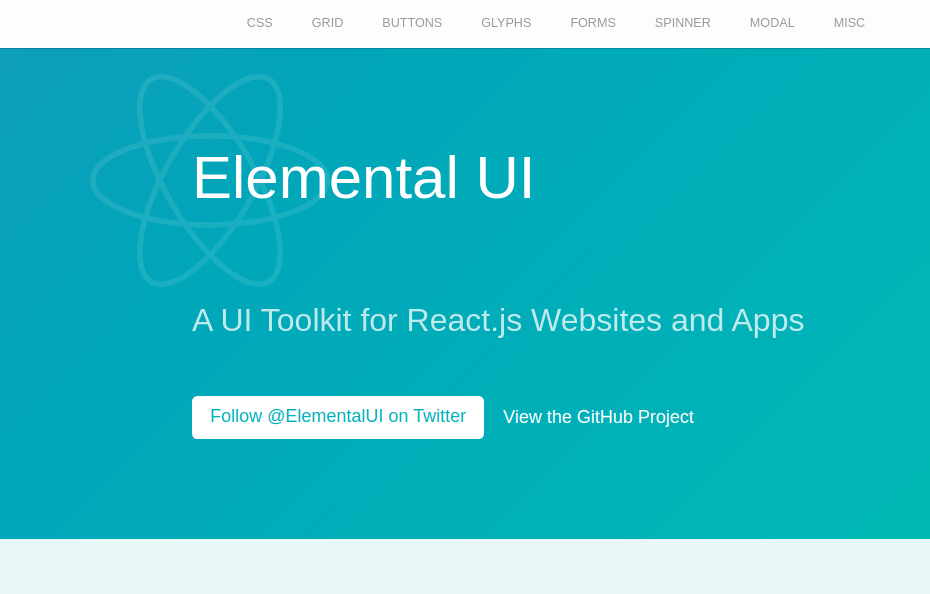 CSS GRID BUTTONS GLYPHS FORMS SPINNER MODAL MISC
Elemental UI
A UI Toolkit for React.js Websites and Apps
Follow @ElementalUI on Twitter View the GitHub Project